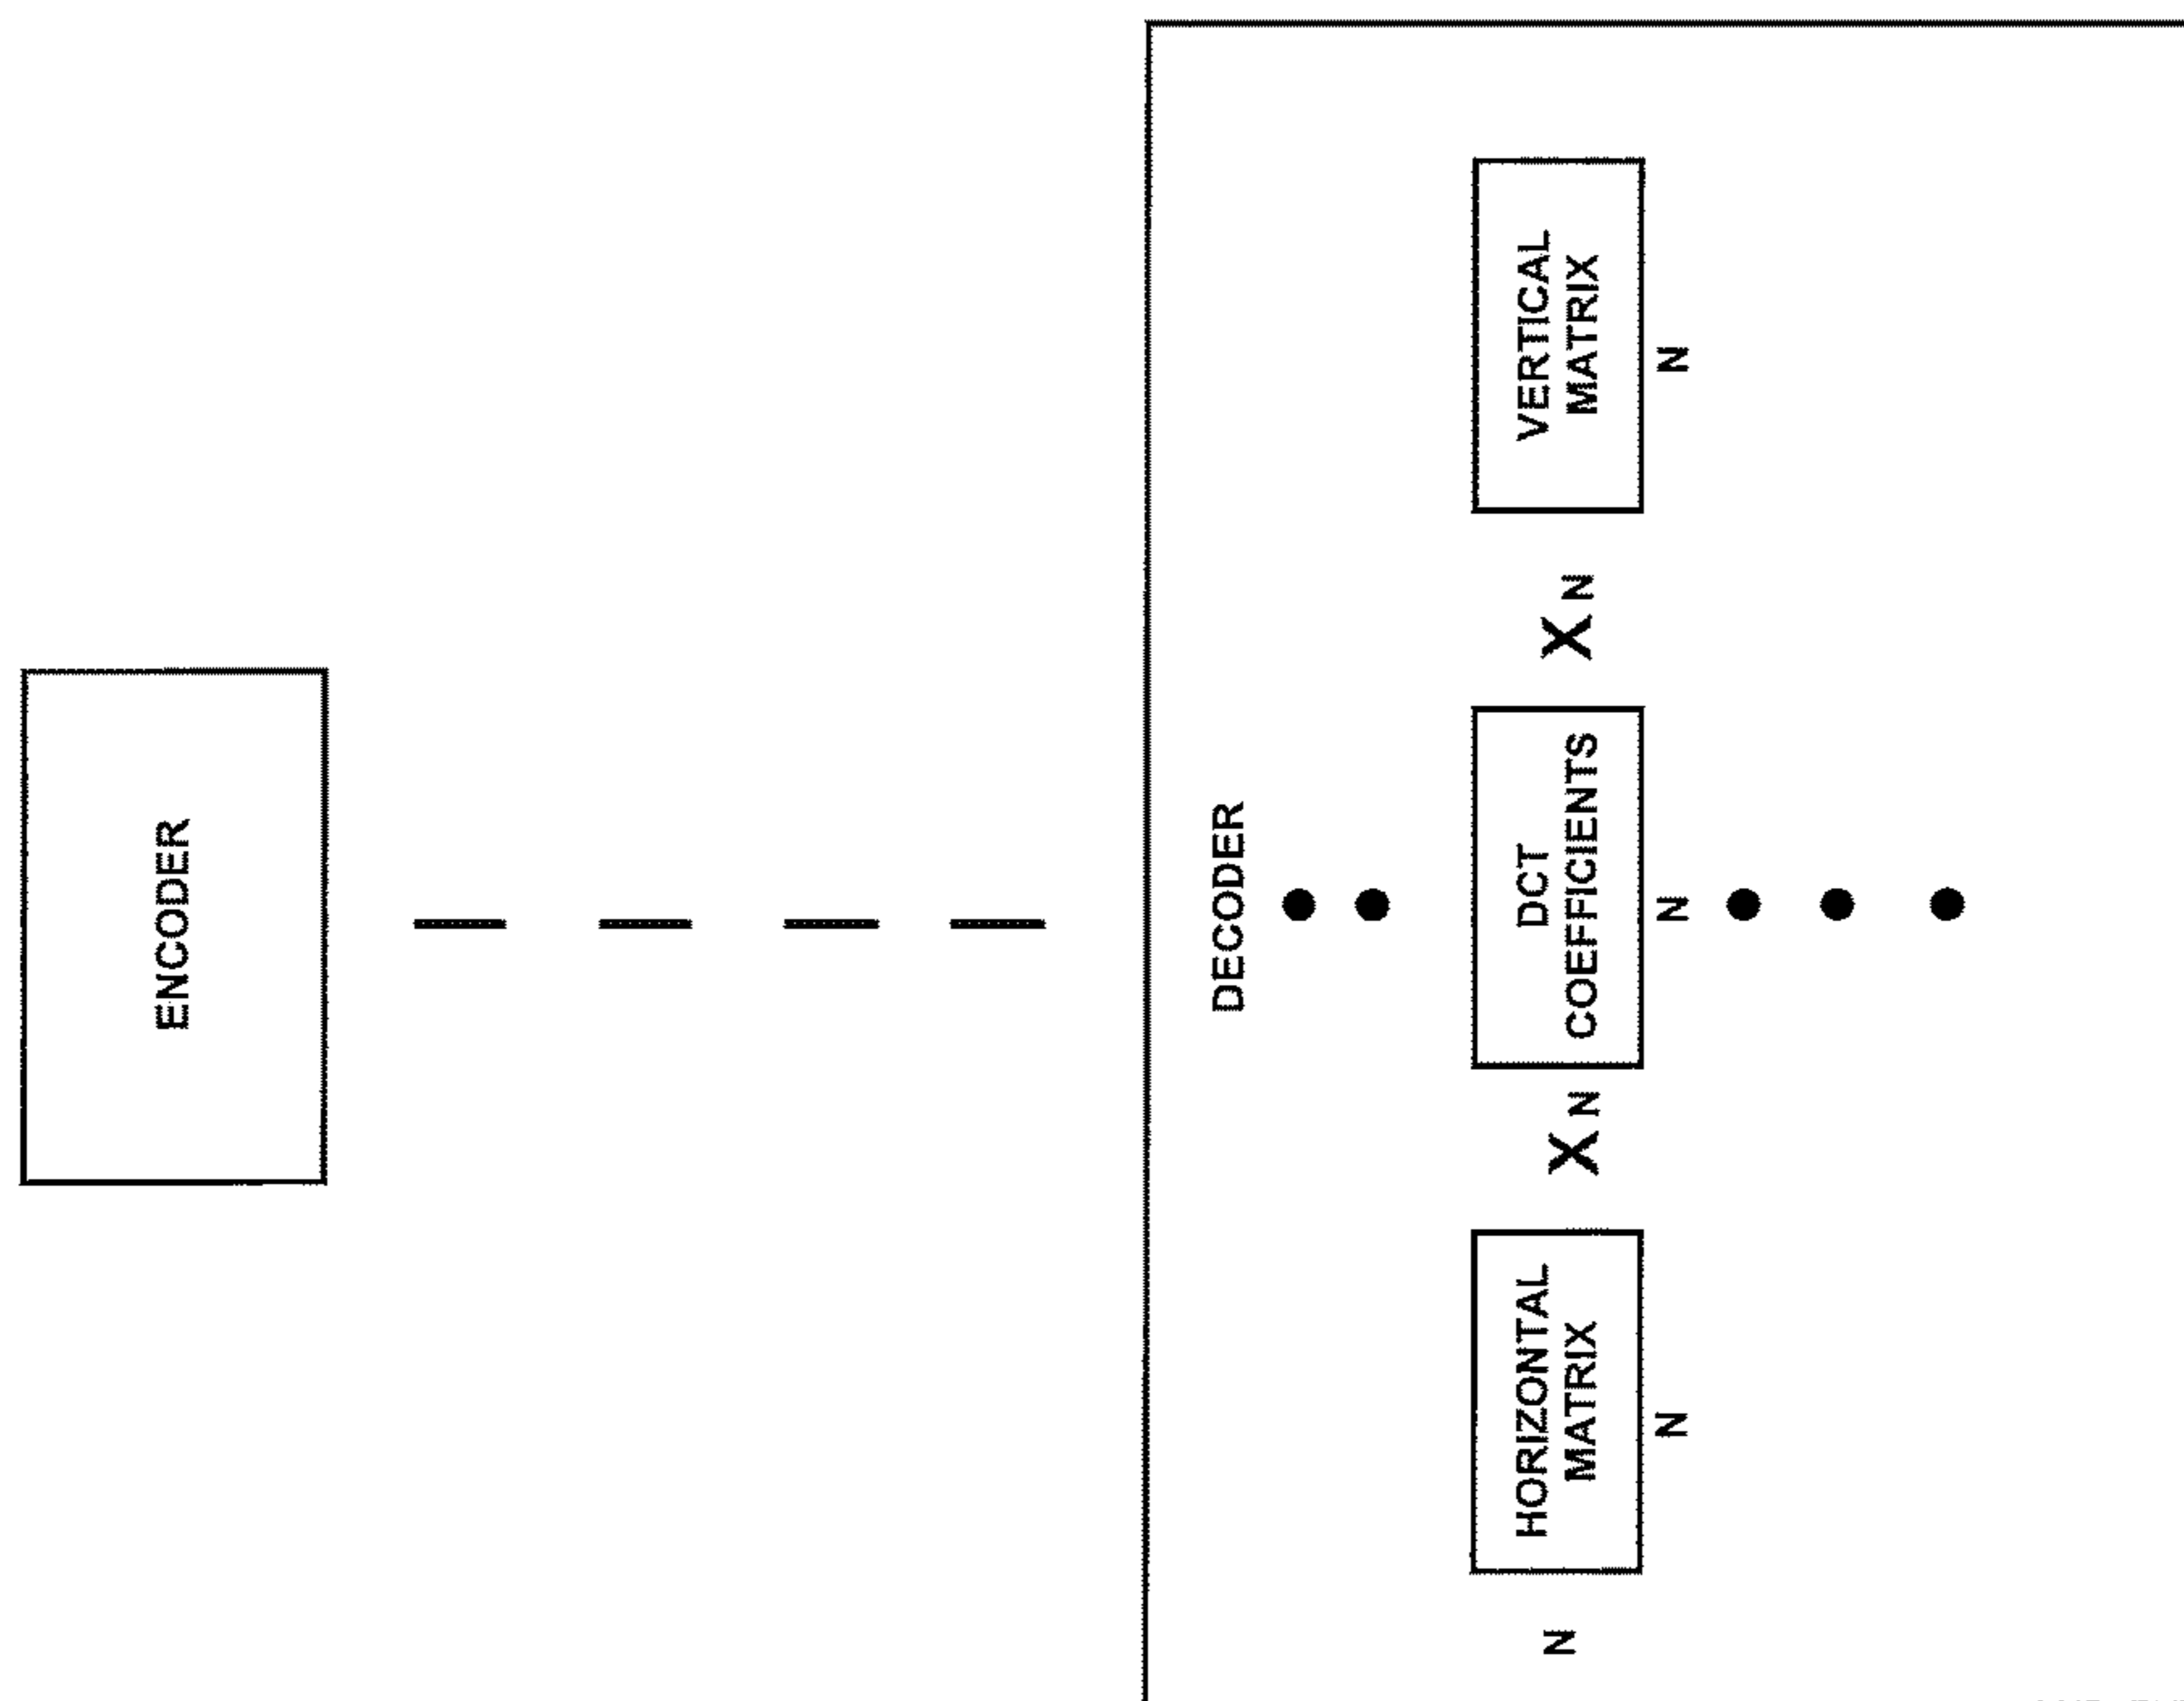 ENCODER
DECODER
N
HORIZONTAL
MATRIX
N
X
N
DCT
COEFFICIENTS
N
X
N
VERTICAL
MATRIX
N